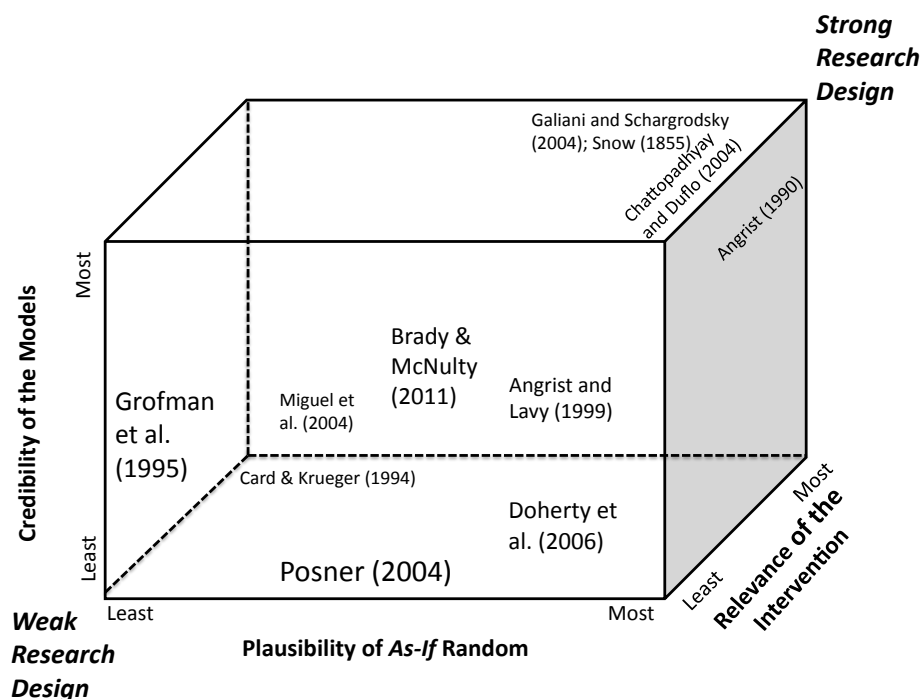 Strong
Research
Design
Galiani and Schargrodsky
(2004); Snow (1855)
Chattopadhyay
and Duflo (2004)
Angrist (1990)
Most
Credibility of the Models
Least
Brady &
McNulty
(2011)
Angrist and
Lavy (1999)
Miguel et
al. (2004)
Grofman
et al.
(1995)
Card & Krueger (1994)
Doherty et
al. (2006)
Posner (2004)
Most
Relevance of the
Intervention
Least
Least
Most
Plausibility of As-If Random
Weak
Research
Design